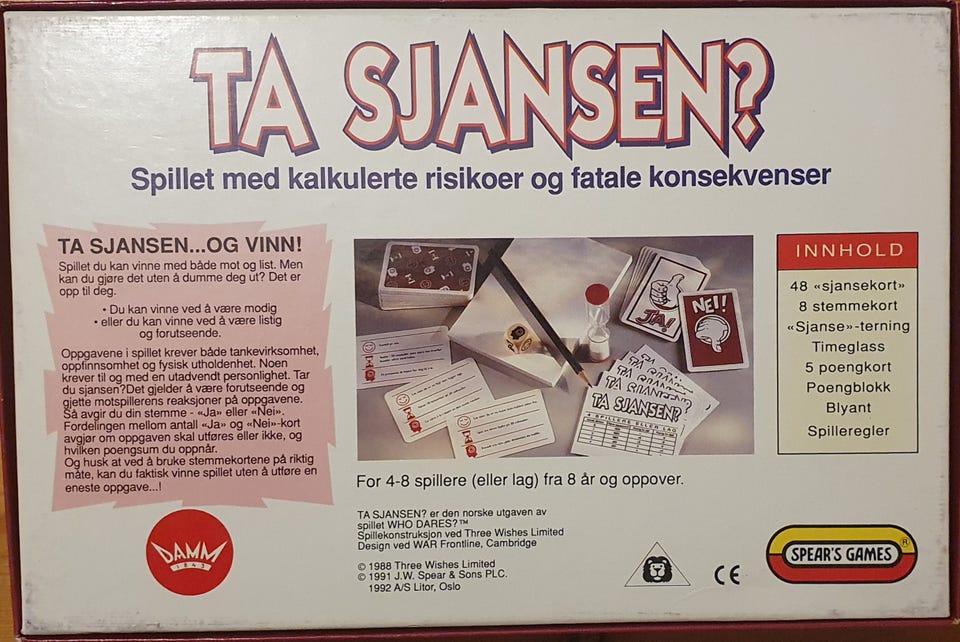 TA SJANSEN?
Spillet med kalkulerte risikoer og fatale konsekvenser
TA SJANSEN...OG VINN!
Spillet du kan vinne med både mot og list. Men
kan du gjøre det uten å dumme deg ut? Det er
opp til deg.
• Du kan vinne ved å være modig
• eller du kan vinne ved å være listig
og forutseende.
Oppgavene i spillet krever både tankevirksomhet,
oppfinnsomhet og fysisk utholdenhet. Noen
krever til og med en utadvendt personlighet. Tar
du sjansen?Det gjelder å være forutseende og
gjette motspillerens reaksjoner på oppgavene.
Så avgir du din stemme - «Ja» eller «Nei».
Fordelingen mellom antall «Ja» og «Nei»-kort
avgjør om oppgaven skal utføres eller ikke, og
hvilken poengsum du oppnår.
Og husk at ved å bruke stemmekortene på riktig
måte, kan du faktisk vinne spillet uten å utføre en
eneste oppgave...!
DAMM
1843
JA!
NEI!
TA SJANSEN?
4 SPILLERE ELLER LAG
For 4-8 spillere (eller lag) fra 8 år og oppover.
TA SJANSEN? er den norske utgaven av
spillet WHO DARES?™
Spillekonstruksjon ved Three Wishes Limited
Design ved WAR Frontline, Cambridge
© 1988 Three Wishes Limited
© 1991 J.W. Spear & Sons PLC.
1992 A/S Litor, Oslo
INNHOLD
48 «sjansekort»
8 stemmekort
«Sjanse»-terning
Timeglass
5 poengkort
Poengblokk
Blyant
Spilleregler
CE
SPEAR'S GAMES ®